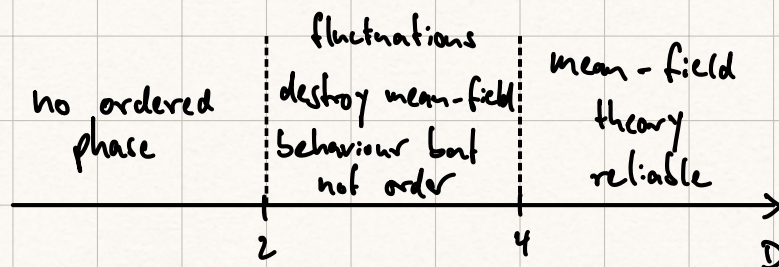 no ordered
phase
fluctuations
destroy mean-field
behaviour but
not order
mean-field
theory
reliable
2
4
D